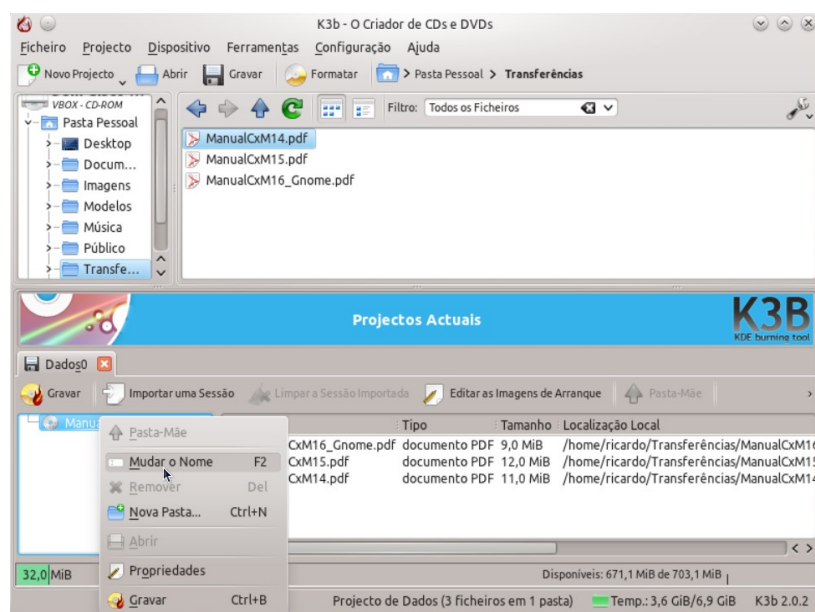 K3b - O Criador de CDs e DVDs
Ficheiro Projecto Dispositivo Ferramentas Configuração Ajuda
Novo Projecto Abrir Gravar Formatar > Pasta Pessoal > Transferências
VBOX - CD-ROM
Filtro: Todos os Ficheiros
Pasta Pessoal
Desktop
Docum...
Imagens
Modelos
Música
Público
Transfe...
ManualCxM14.pdf
ManualCxM15.pdf
ManualCxM16_Gnome.pdf
Projectos Actuais
K3B
KDE burning tool
Dados0
Gravar Importar uma Sessão Limpar a Sessão Importada Editar as Imagens de Arranque Pasta-Mãe
Tipo Tamanho Localização Local
CxM16_Gnome.pdf documento PDF 9,0 MiB /home/ricardo/Transferências/ManualCxM16
CxM15.pdf documento PDF 12,0 MiB /home/ricardo/Transferências/ManualCxM15
CxM14.pdf documento PDF 11,0 MiB /home/ricardo/Transferências/ManualCxM14
Pasta-Mãe
Mudar o Nome F2
Remover Del
Nova Pasta... Ctrl+N
Abrir
Propriedades
Gravar Ctrl+B
32,0 MiB
Disponíveis: 671,1 MiB de 703,1 MiB
Projecto de Dados (3 ficheiros em 1 pasta) Temp.: 3,6 GiB/6,9 GiB K3b 2.0.2